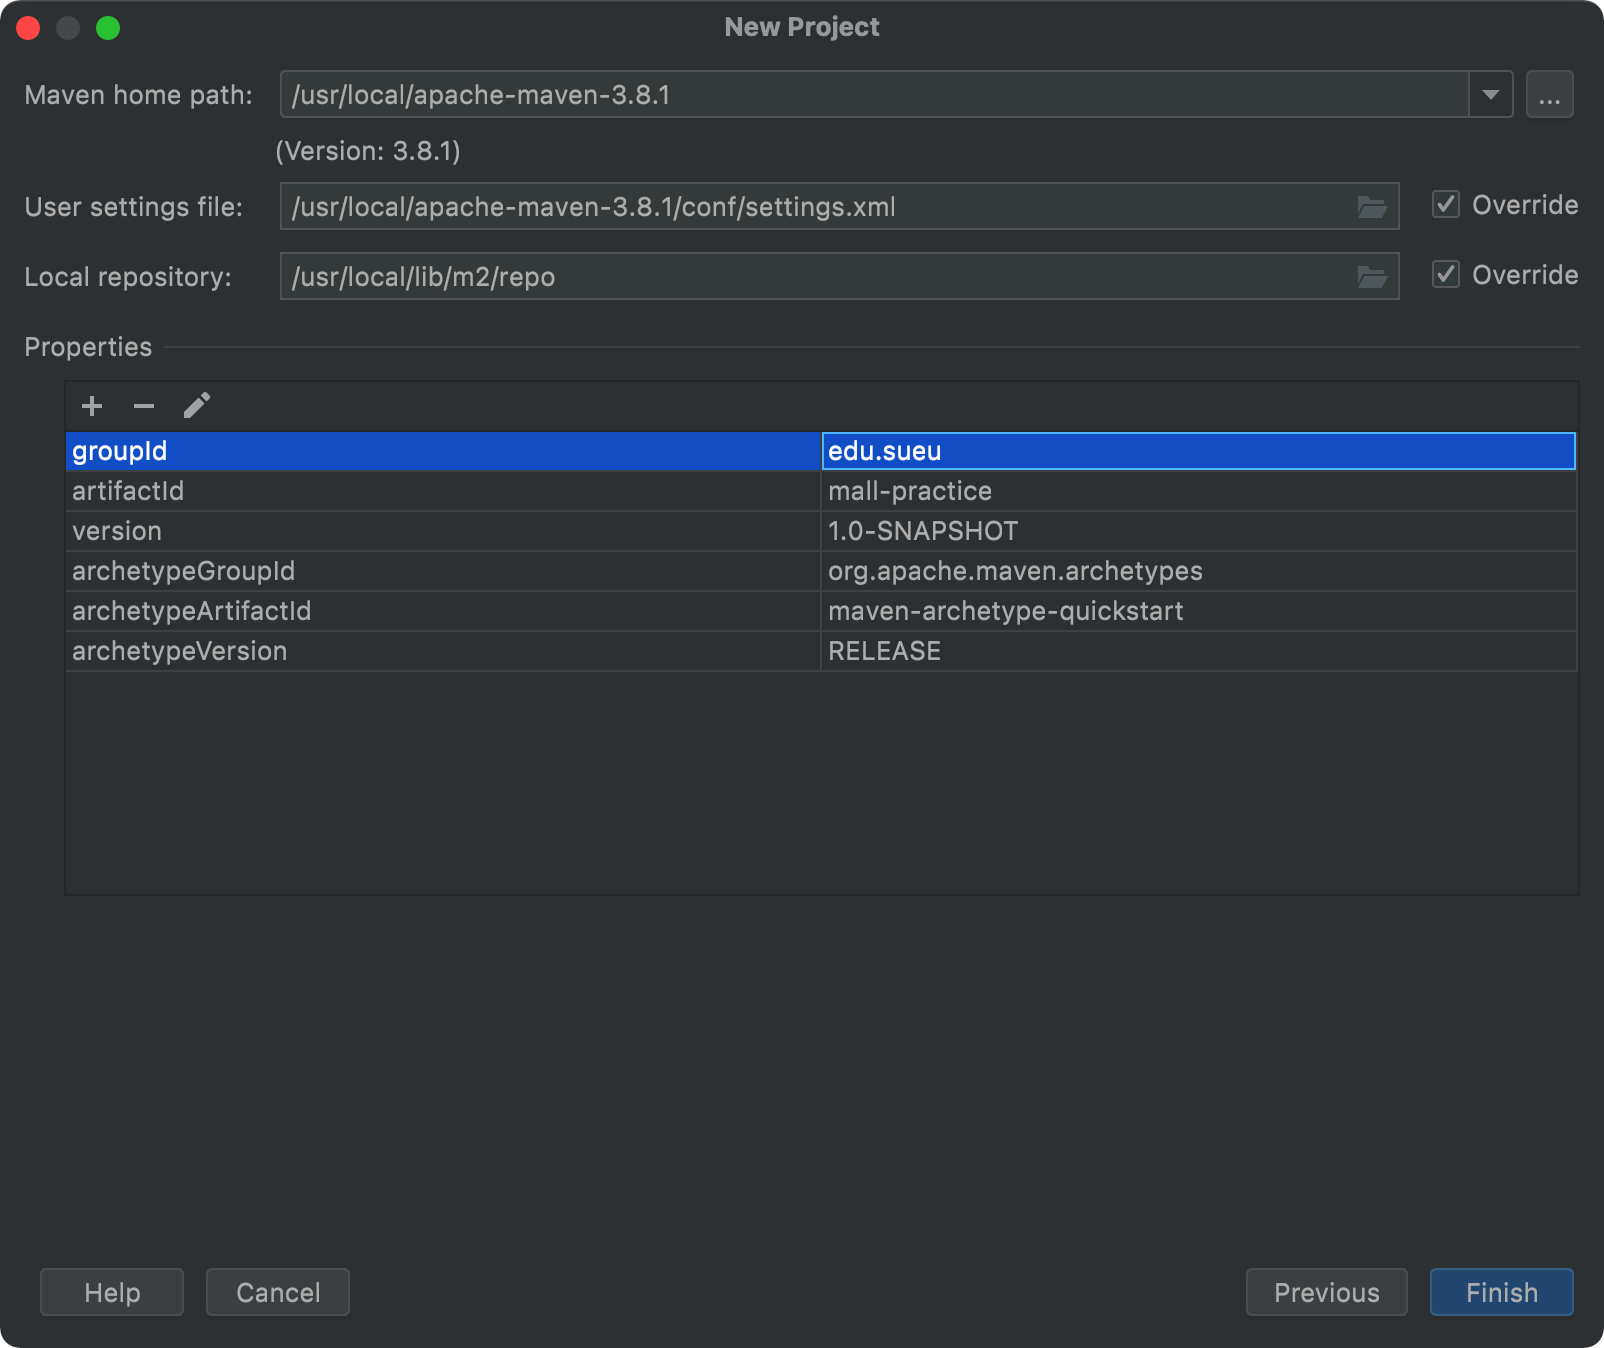 New Project
Maven home path: /usr/local/apache-maven-3.8.1 ...
(Version: 3.8.1)
User settings file: /usr/local/apache-maven-3.8.1/conf/settings.xml Override
Local repository: /usr/local/lib/m2/repo Override
Properties
groupId edu.sueu
artifactId mall-practice
version 1.0-SNAPSHOT
archetypeGroupId org.apache.maven.archetypes
archetypeArtifactId maven-archetype-quickstart
archetypeVersion RELEASE
Help Cancel Previous Finish